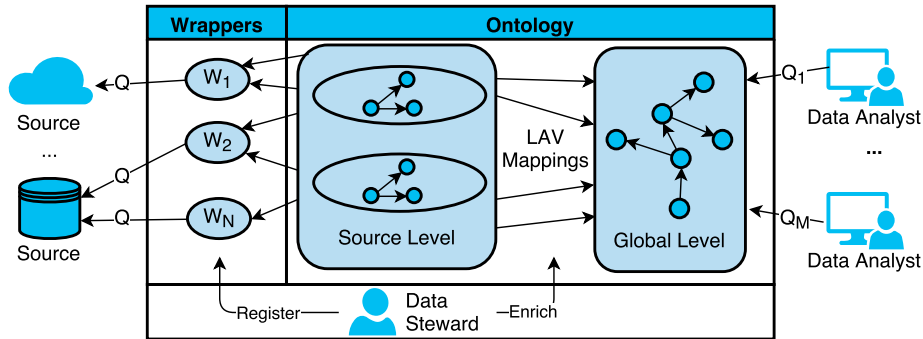 Wrappers
Ontology
Q
W1
Source
...
Q
W2
Q
WN
Source
Source Level
LAV
Mappings
Global Level
Q1
Data Analyst
...
QM
Data Analyst
Register
Data
Steward
Enrich